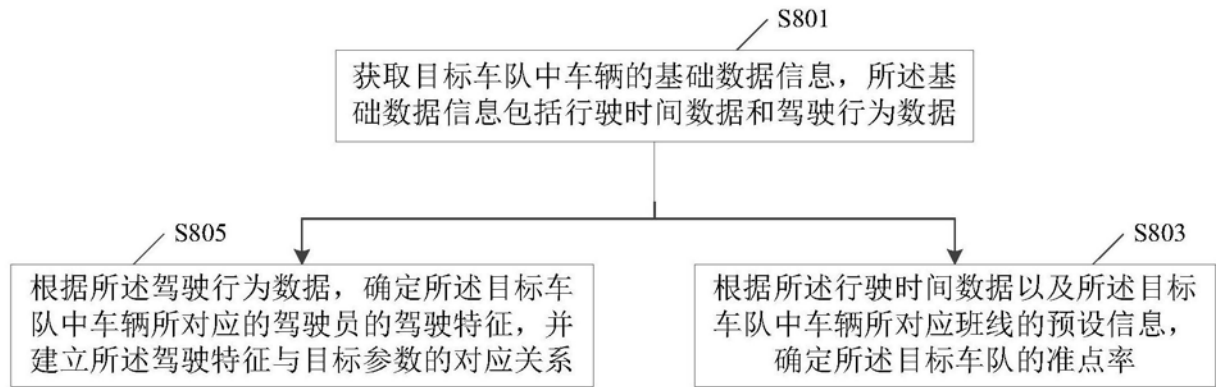 S801
获取目标车队中车辆的基础数据信息，所述基
础数据信息包括行驶时间数据和驾驶行为数据
S805
根据所述驾驶行为数据，确定所述目标车
队中车辆所对应的驾驶员的驾驶特征，并
建立所述驾驶特征与目标参数的对应关系
S803
根据所述行驶时间数据以及所述目标
车队中车辆所对应班线的预设信息，
确定所述目标车队的准点率